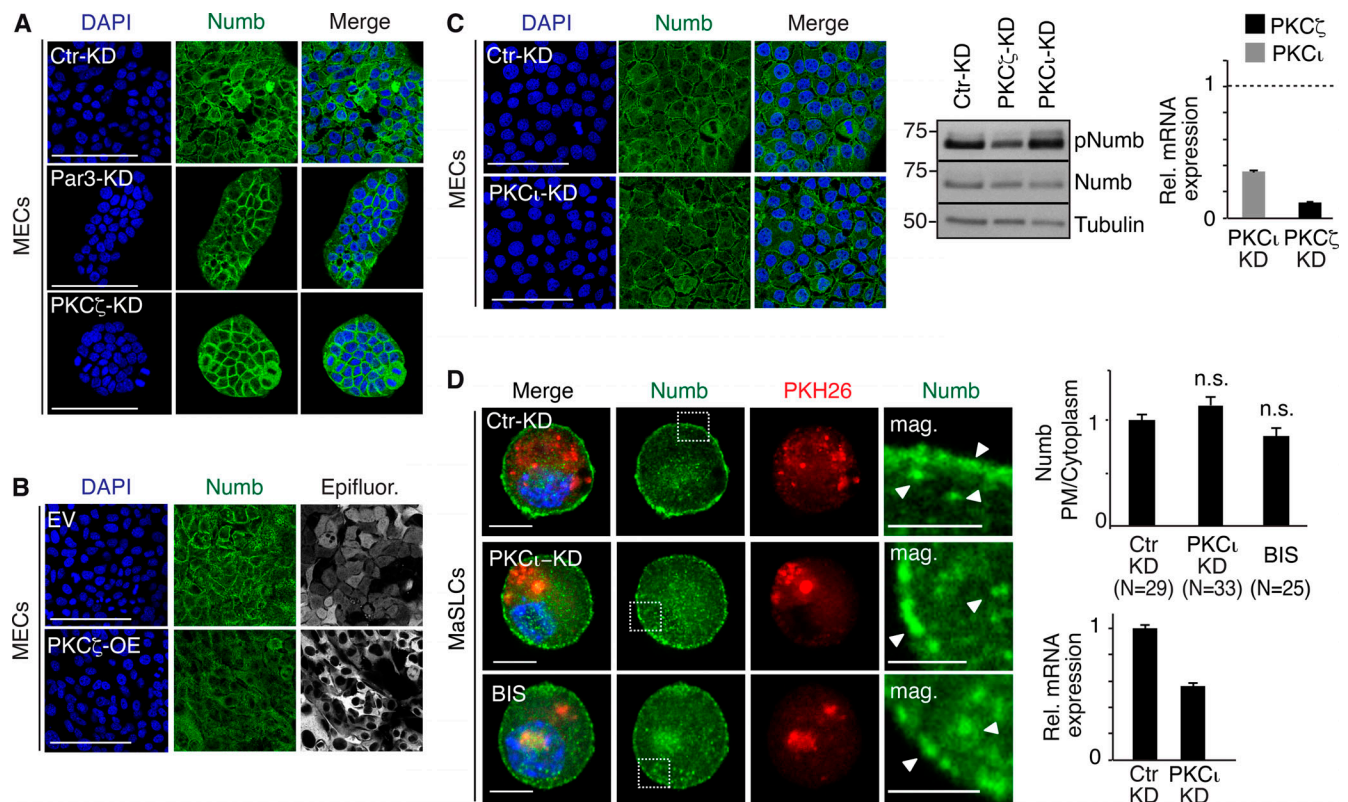 A
DAPI Numb Merge
MECs
Ctr-KD
Par3-KD
PKCζ-KD
B
DAPI Numb Epifluor.
MECs
EV
PKCζ-OE
C
DAPI Numb Merge
MECs
Ctr-KD
PKCι-KD
Ctr-KD
PKCζ-KD
PKCι-KD
75 pNumb
75
Numb
50 Tubulin
PKCζ
PKCι
Rel. mRNA
expression
1
0
PKCι
KD
PKCζ
KD
D
Merge Numb PKH26 Numb
MaSLCs
Ctr-KD
mag.
PKCι–KD
mag.
BIS
mag.
Numb
PM/Cytoplasm
1
0
n.s.
n.s.
Ctr
KD
(N=29)
PKCι
KD
(N=33)
BIS
(N=25)
Rel. mRNA
expression
1
0
Ctr
KD
PKCι
KD